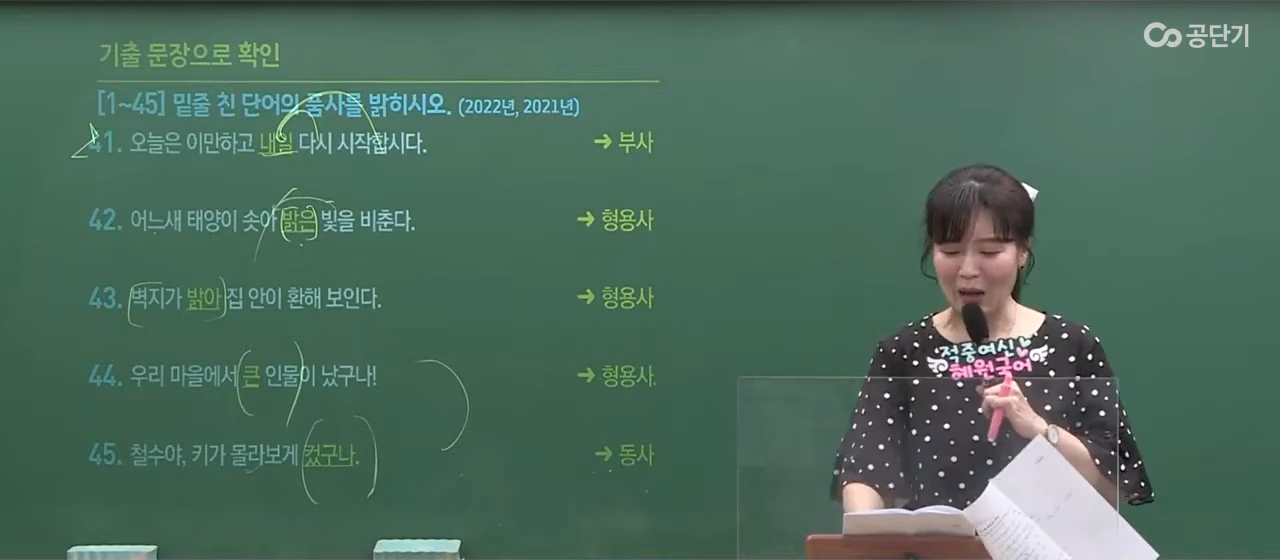 공단기
기출 문장으로 확인
[1~45] 밑줄 친 단어의 품사를 밝히시오. (2022년, 2021년)
41. 오늘은 이만하고 내일 다시 시작합시다. → 부사
42. 어느새 태양이 솟아 밝은 빛을 비춘다. → 형용사
43. 벽지가 밝아 집 안이 환해 보인다. → 형용사
44. 우리 마을에서 큰 인물이 났구나! → 형용사
45. 철수야, 키가 몰라보게 컸구나. → 동사
적중여신
혜원국어